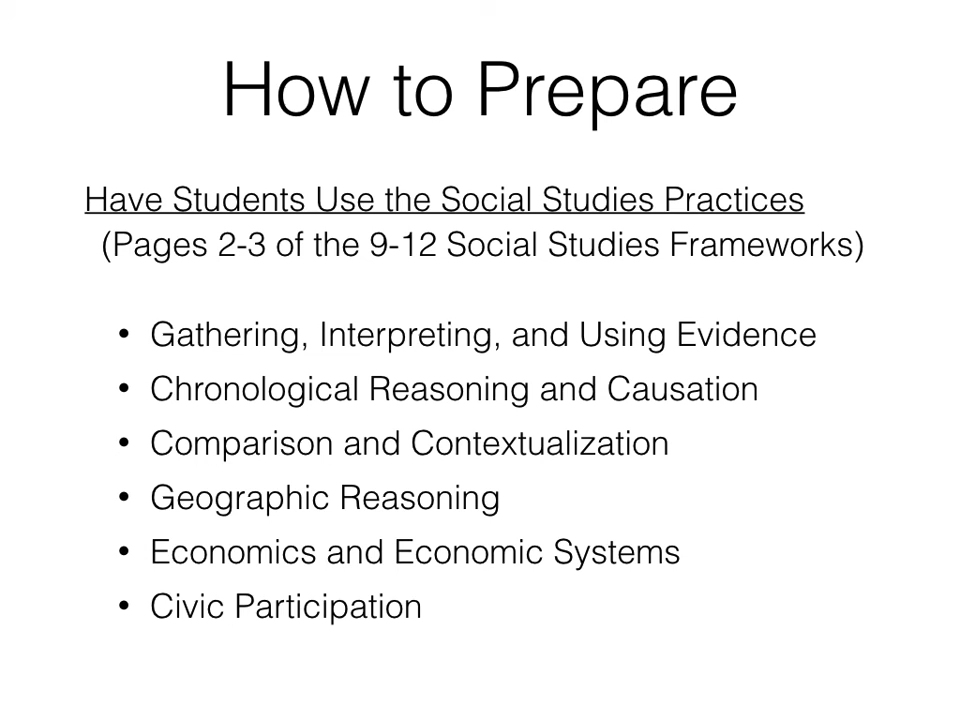 How to Prepare
Have Students Use the Social Studies Practices
(Pages 2-3 of the 9-12 Social Studies Frameworks)
• Gathering, Interpreting, and Using Evidence
• Chronological Reasoning and Causation
• Comparison and Contextualization
• Geographic Reasoning
• Economics and Economic Systems
• Civic Participation